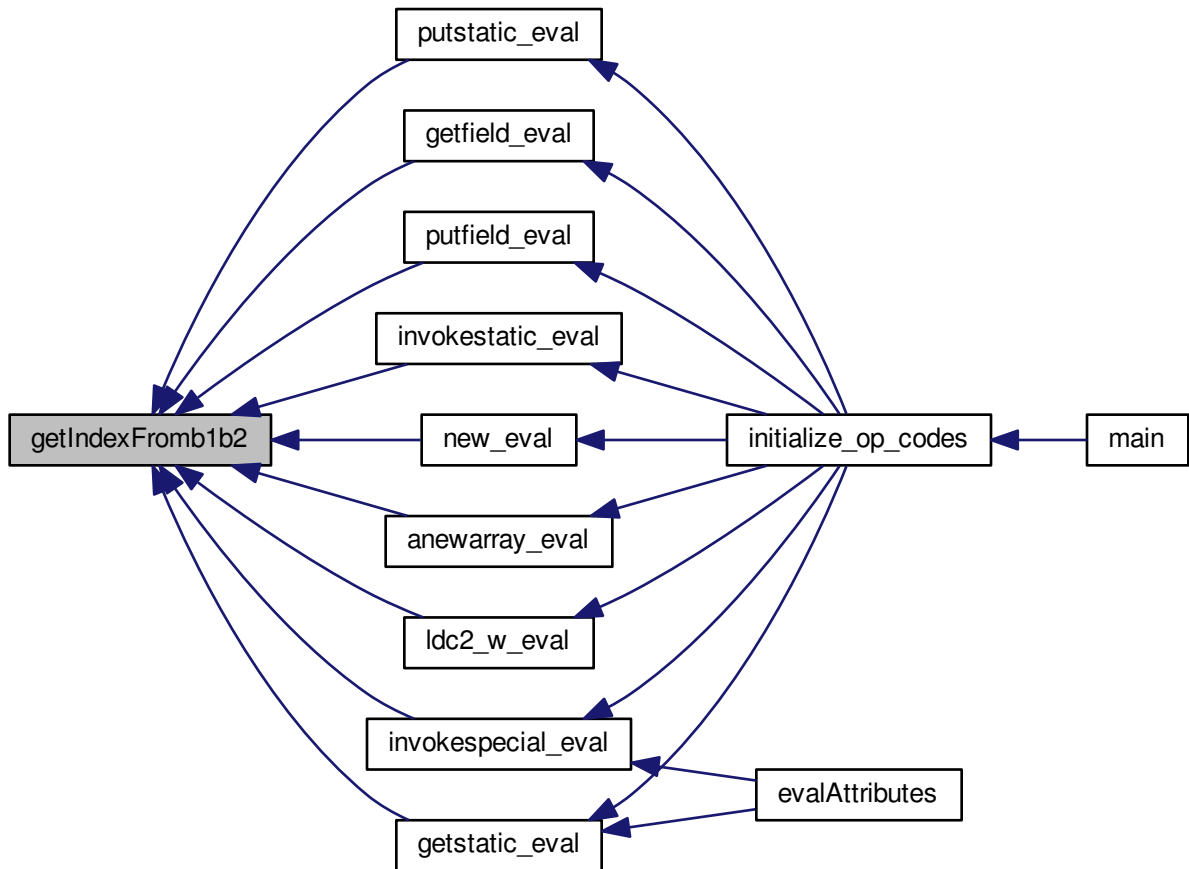 putstatic_eval
getfield_eval
putfield_eval
invokestatic_eval
getIndexFromb1b2
new_eval
initialize_op_codes
main
anewarray_eval
ldc2_w_eval
invokespecial_eval
evalAttributes
getstatic_eval